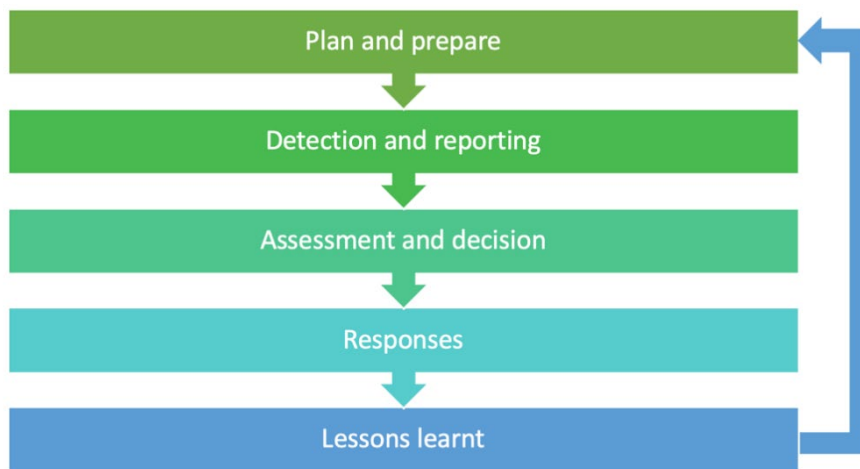 Plan and prepare
Detection and reporting
Assessment and decision
Responses
Lessons learnt